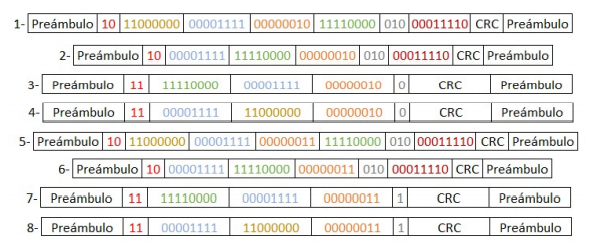 1- Preámbulo 10 11000000 00001111 00000010 11110000 010 00011110 CRC Preámbulo
2- Preámbulo 10 00001111 11110000 00000010 010 00011110 CRC Preámbulo
3- Preámbulo 11 11110000 00001111 00000010 0 CRC Preámbulo
4- Preámbulo 11 00001111 11000000 00000010 0 CRC Preámbulo
5- Preámbulo 10 11000000 00001111 00000011 11110000 010 00011110 CRC Preámbulo
6- Preámbulo 10 00001111 11110000 00000011 010 00011110 CRC Preámbulo
7- Preámbulo 11 11110000 00001111 00000011 1 CRC Preámbulo
8- Preámbulo 11 00001111 11000000 00000011 1 CRC Preámbulo